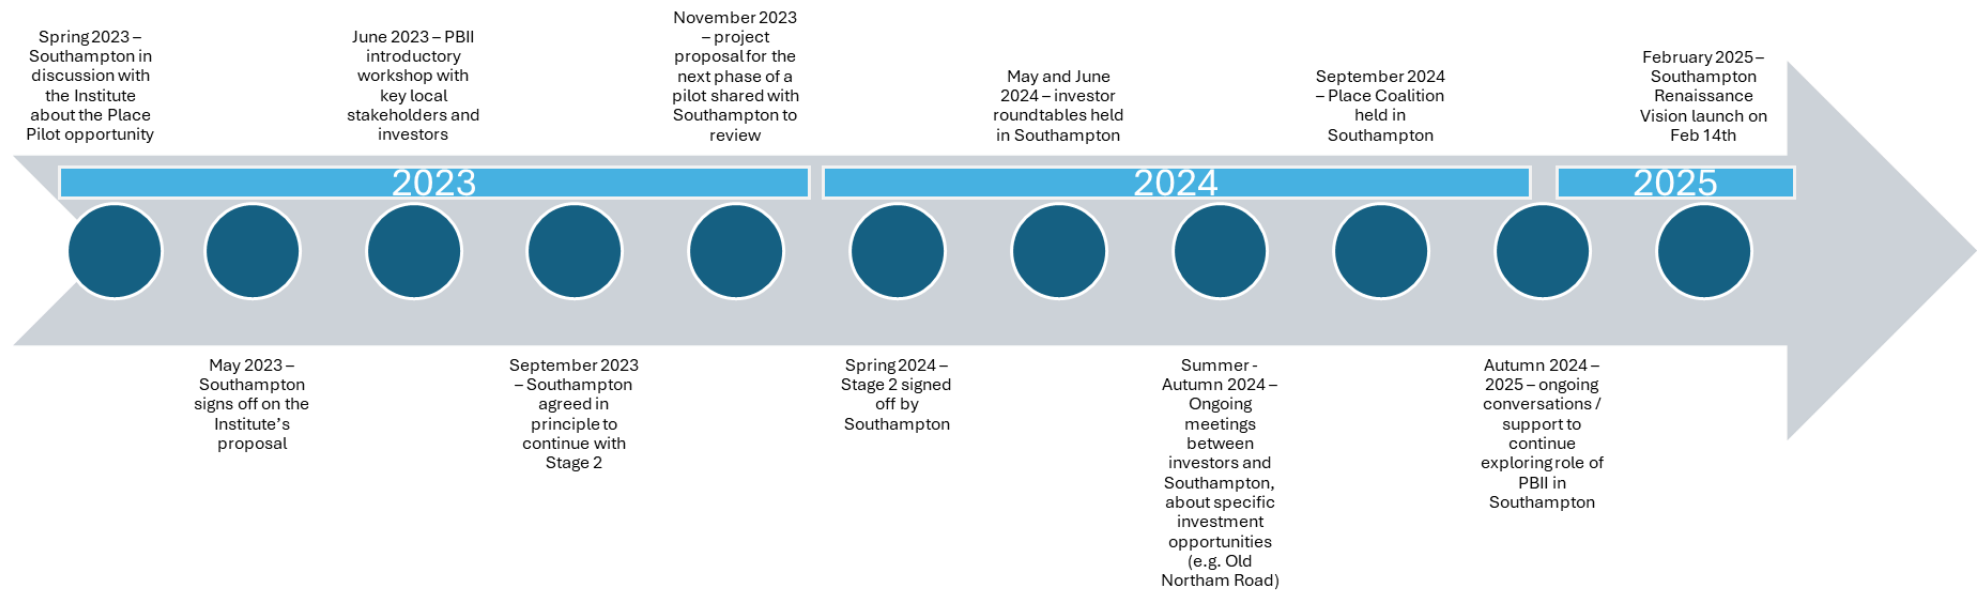 Spring 2023 –
Southampton in
discussion with
the Institute
about the Place
Pilot opportunity
June 2023 – PBII
introductory
workshop with
key local
stakeholders and
investors
November 2023
– project
proposal for the
next phase of a
pilot shared with
Southampton to
review
May and June
2024 – investor
roundtables held
in Southampton
September 2024
– Place Coalition
held in
Southampton
February 2025 –
Southampton
Renaissance
Vision launch on
Feb 14th
2023
2024
2025
May 2023 –
Southampton
signs off on the
Institute’s
proposal
September 2023
– Southampton
agreed in
principle to
continue with
Stage 2
Spring 2024 –
Stage 2 signed
off by
Southampton
Summer -
Autumn 2024 –
Ongoing
meetings
between
investors and
Southampton,
about specific
investment
opportunities
(e.g. Old
Northam Road)
Autumn 2024 –
2025 – ongoing
conversations /
support to
continue
exploring role of
PBII in
Southampton